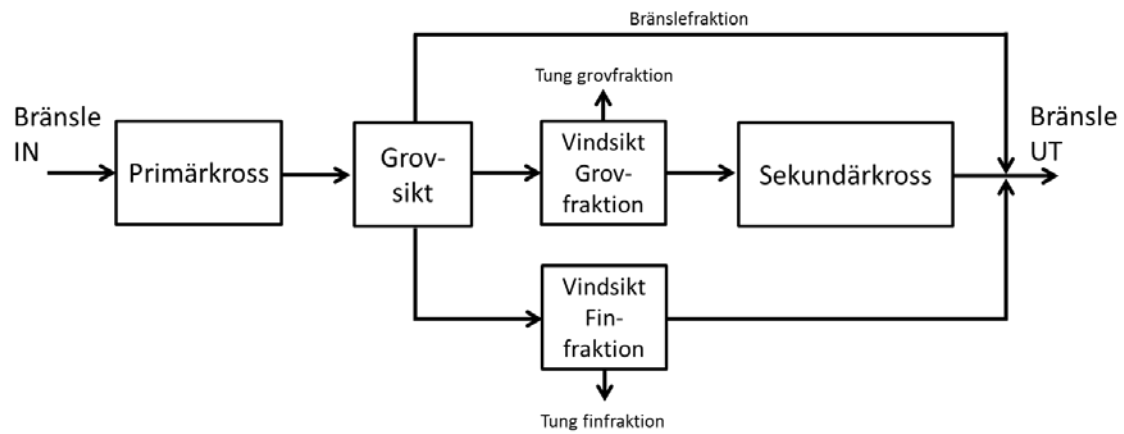 Bränslefraktion
Tung grovfraktion
Bränsle
IN
Primärkross
Grov-
sikt
Vindsikt
Grov-
fraktion
Sekundärkross
Bränsle
UT
Vindsikt
Fin-
fraktion
Tung finfraktion